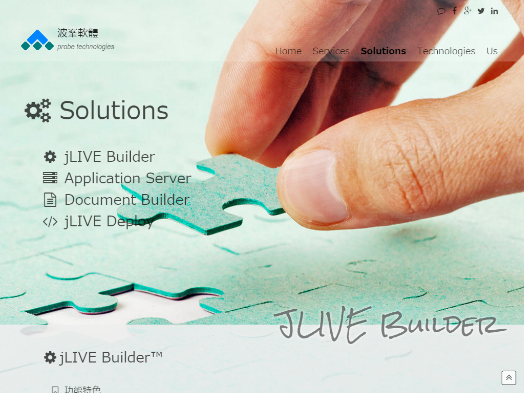 波至軟體
probe technologies
Home Services Solutions Technologies Us
Solutions
jLIVE Builder
Application Server
Document Builder
jLIVE Deploy
JLIVE Builder
jLIVE Builder™
功能特色